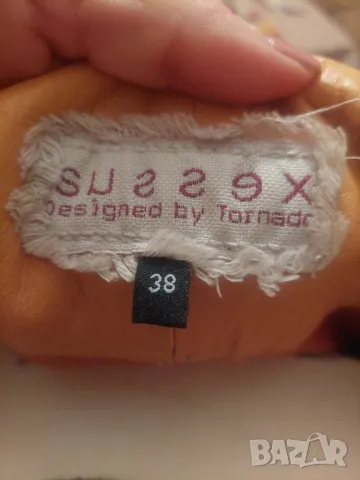 sussex
Designed by Tornado
38
BAZAR